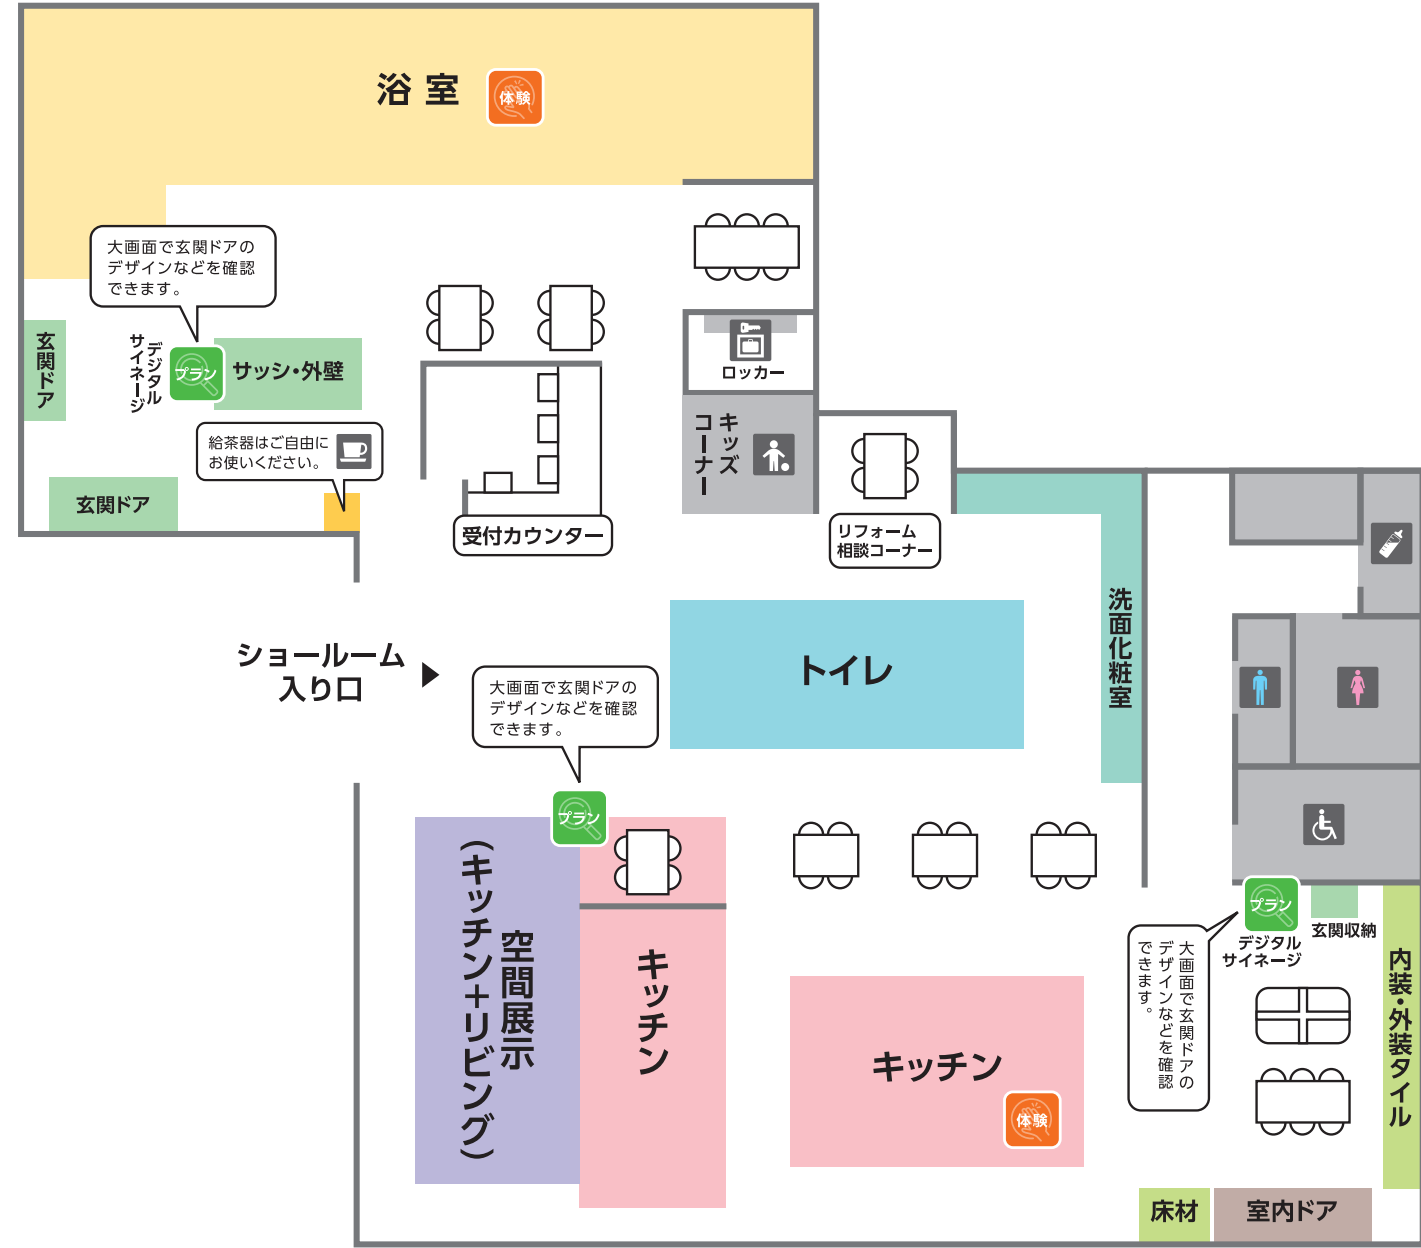 浴室
体験
大画面で玄関ドアの
デザインなどを確認
できます。
玄関ドア
デジタル
サイネージ
プラン
サッシ・外壁
ロッカー
キッズ
コーナー
給茶器はご自由に
お使いください。
玄関ドア
受付カウンター
リフォーム
相談コーナー
洗面化粧室
ショールーム
入り口
トイレ
大画面で玄関ドアの
デザインなどを確認
できます。
プラン
空間展示
（キッチン＋リビング）
キッチン
キッチン
体験
プラン
デジタル
サイネージ
玄関収納
大画面で玄関ドアの
デザインなどを確認
できます。
内装・外装タイル
床材
室内ドア